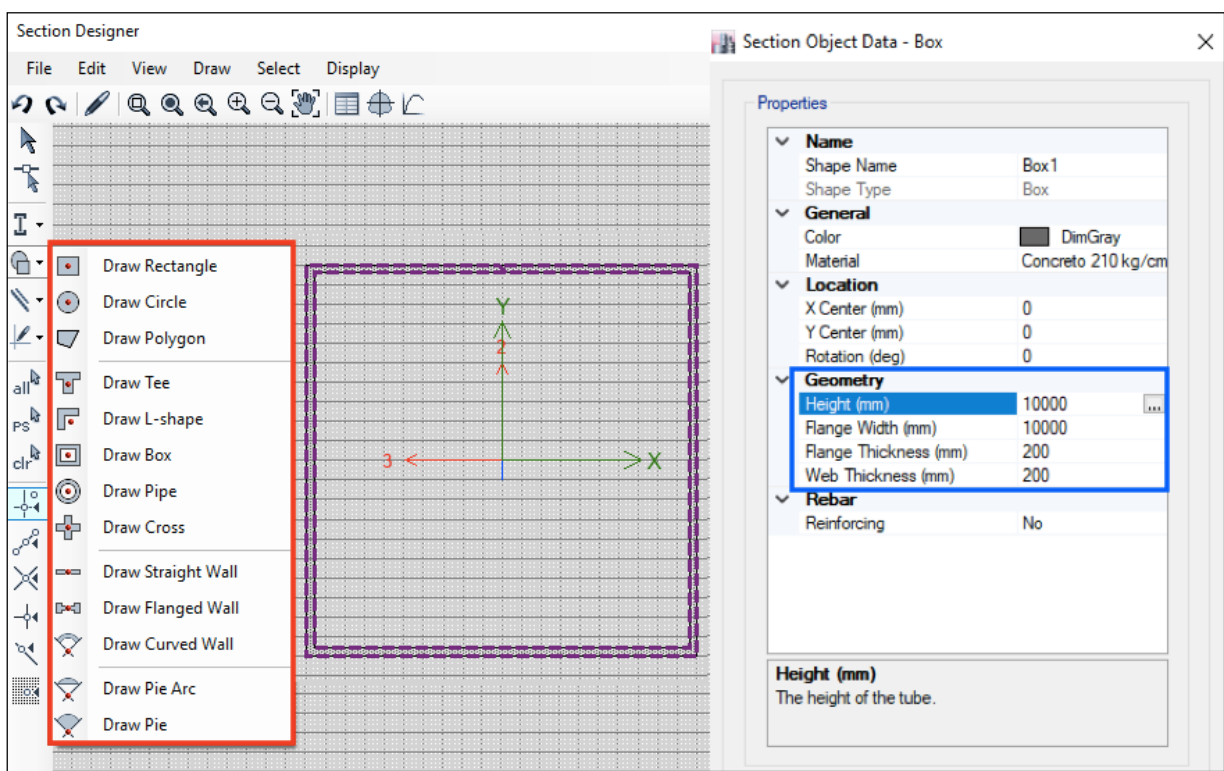 Section Designer
File Edit View Draw Select Display
all
PS
clr
Draw Rectangle
Draw Circle
Draw Polygon
Draw Tee
Draw L-shape
Draw Box
Draw Pipe
Draw Cross
Draw Straight Wall
Draw Flanged Wall
Draw Curved Wall
Draw Pie Arc
Draw Pie
Y
2
3
X
Section Object Data - Box
Properties
Name
Shape Name Box1
Shape Type Box
General
Color DimGray
Material Concreto 210 kg/cm
Location
X Center (mm) 0
Y Center (mm) 0
Rotation (deg) 0
Geometry
Height (mm) 10000 ...
Flange Width (mm) 10000
Flange Thickness (mm) 200
Web Thickness (mm) 200
Rebar
Reinforcing No
Height (mm)
The height of the tube.